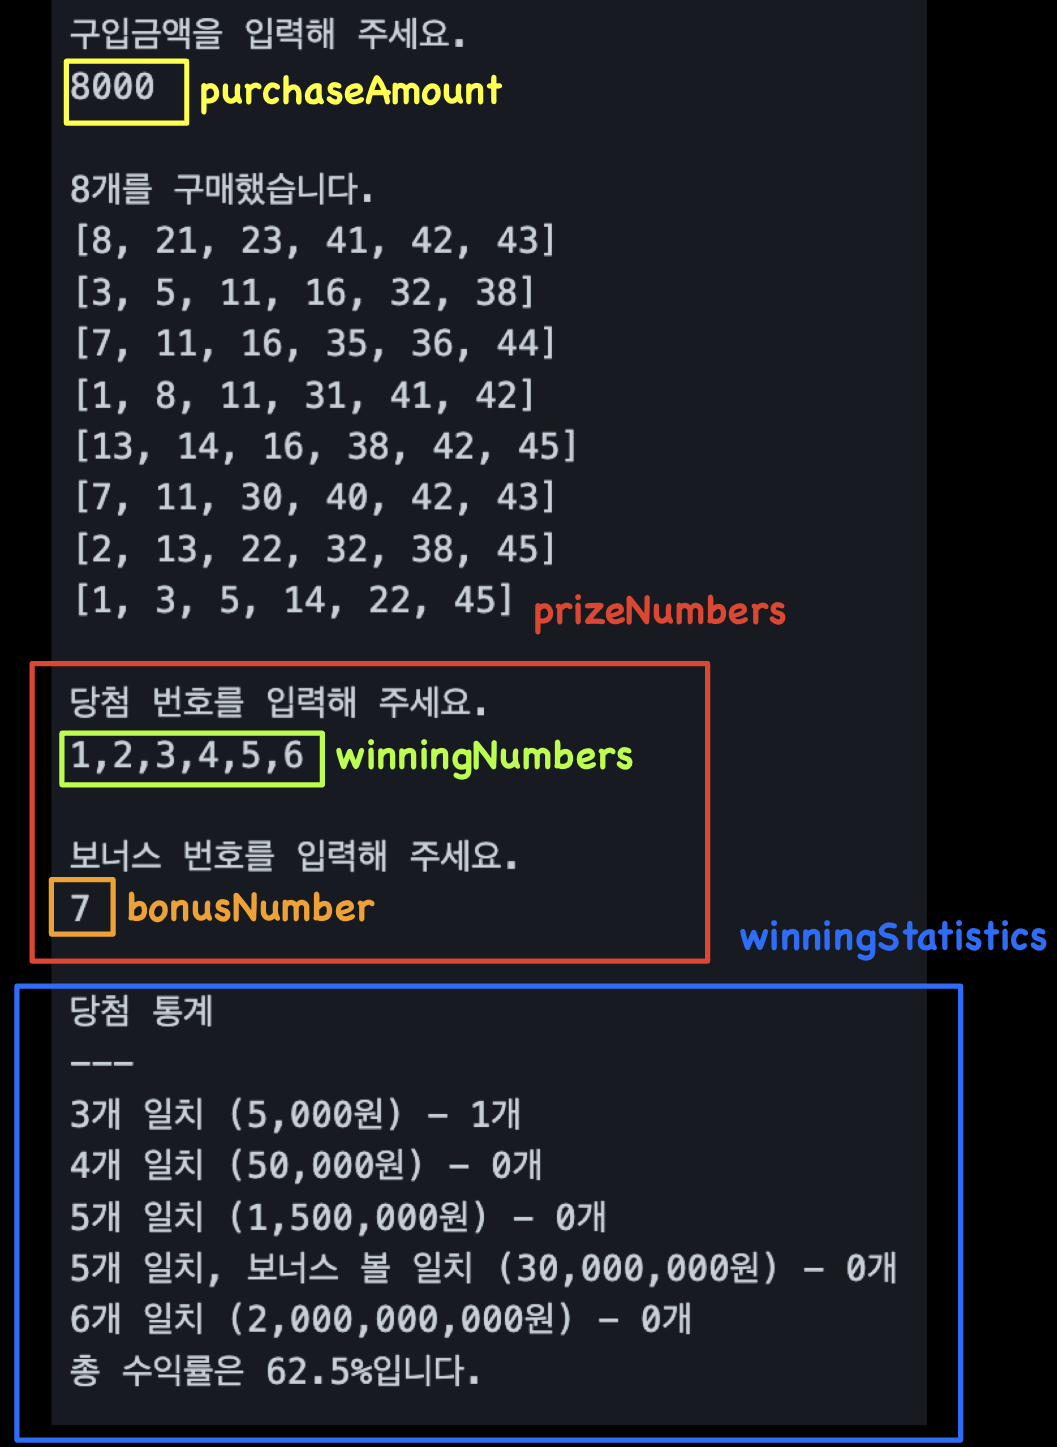 구입금액을 입력해 주세요.
8000 purchaseAmount
8개를 구매했습니다.
[8, 21, 23, 41, 42, 43]
[3, 5, 11, 16, 32, 38]
[7, 11, 16, 35, 36, 44]
[1, 8, 11, 31, 41, 42]
[13, 14, 16, 38, 42, 45]
[7, 11, 30, 40, 42, 43]
[2, 13, 22, 32, 38, 45]
[1, 3, 5, 14, 22, 45] prizeNumbers
당첨 번호를 입력해 주세요.
1,2,3,4,5,6 winningNumbers
보너스 번호를 입력해 주세요.
7 bonusNumber
winningStatistics
당첨 통계
---
3개 일치 (5,000원) - 1개
4개 일치 (50,000원) - 0개
5개 일치 (1,500,000원) - 0개
5개 일치, 보너스 볼 일치 (30,000,000원) - 0개
6개 일치 (2,000,000,000원) - 0개
총 수익률은 62.5%입니다.